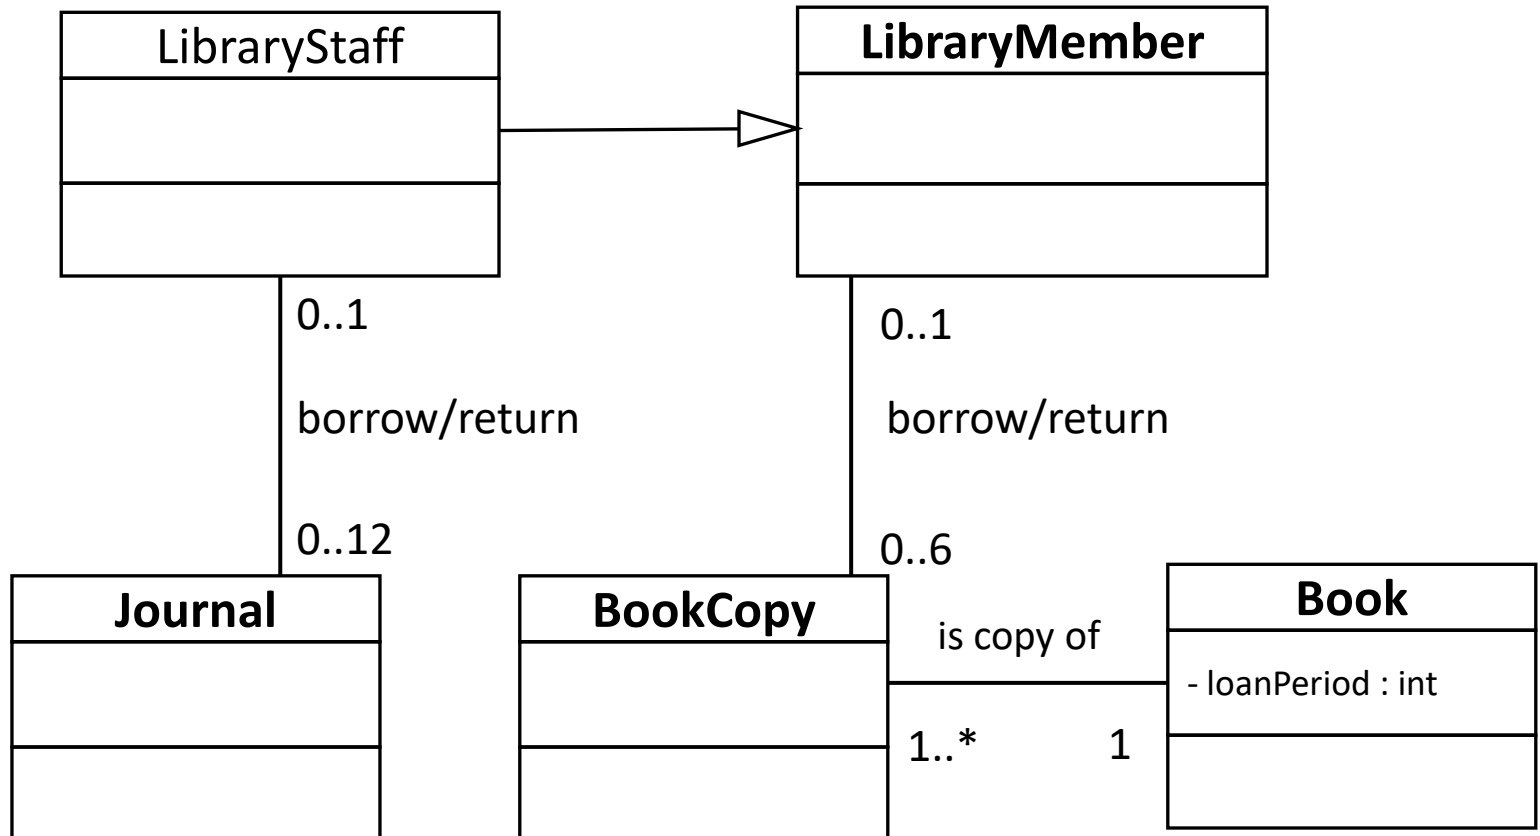 LibraryStaff
LibraryMember
0..1
0..1
borrow/return
borrow/return
0..12
0..6
Journal
BookCopy
is copy of
Book
- loanPeriod : int
1..*
1